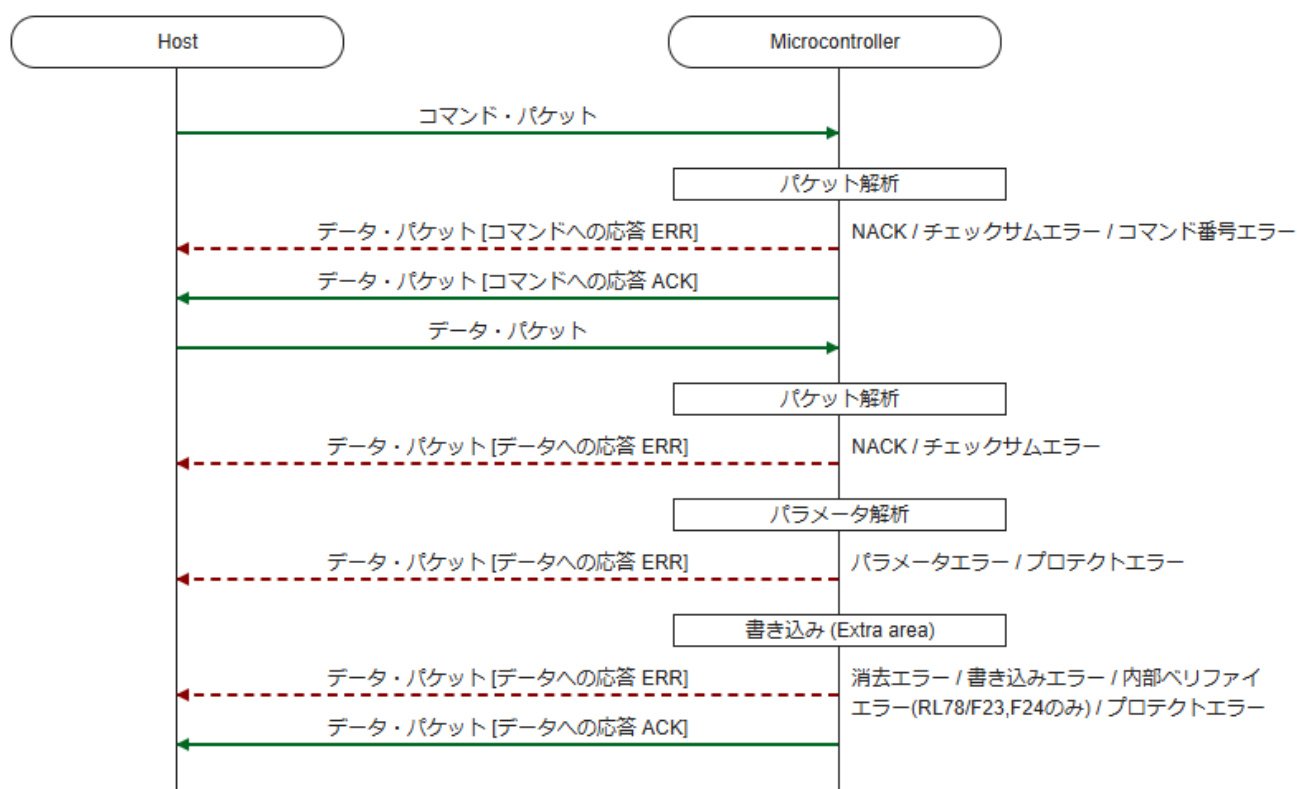 Host
Microcontroller
コマンド・パケット
パケット解析
データ・パケット [コマンドへの応答 ERR]
NACK / チェックサムエラー / コマンド番号エラー
データ・パケット [コマンドへの応答 ACK]
データ・パケット
パケット解析
データ・パケット [データへの応答 ERR]
NACK / チェックサムエラー
パラメータ解析
データ・パケット [データへの応答 ERR]
パラメータエラー / プロテクトエラー
書き込み (Extra area)
データ・パケット [データへの応答 ERR]
消去エラー / 書き込みエラー / 内部ベリファイ
エラー(RL78/F23,F24のみ) / プロテクトエラー
データ・パケット [データへの応答 ACK]